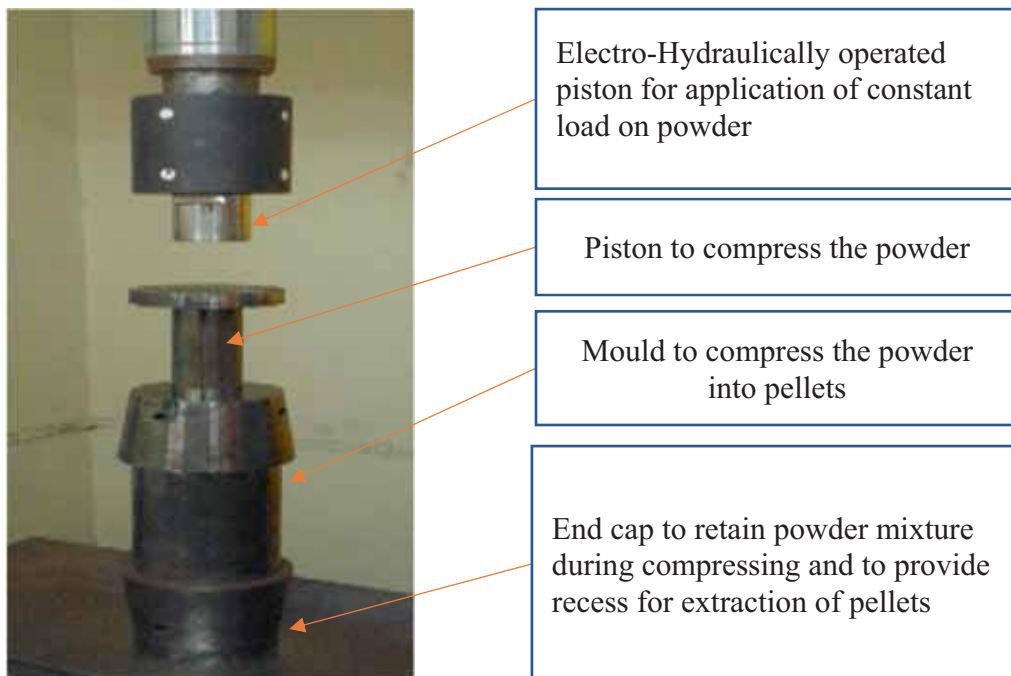 Electro-Hydraulically operated
piston for application of constant
load on powder
Piston to compress the powder
Mould to compress the powder
into pellets
End cap to retain powder mixture
during compressing and to provide
recess for extraction of pellets